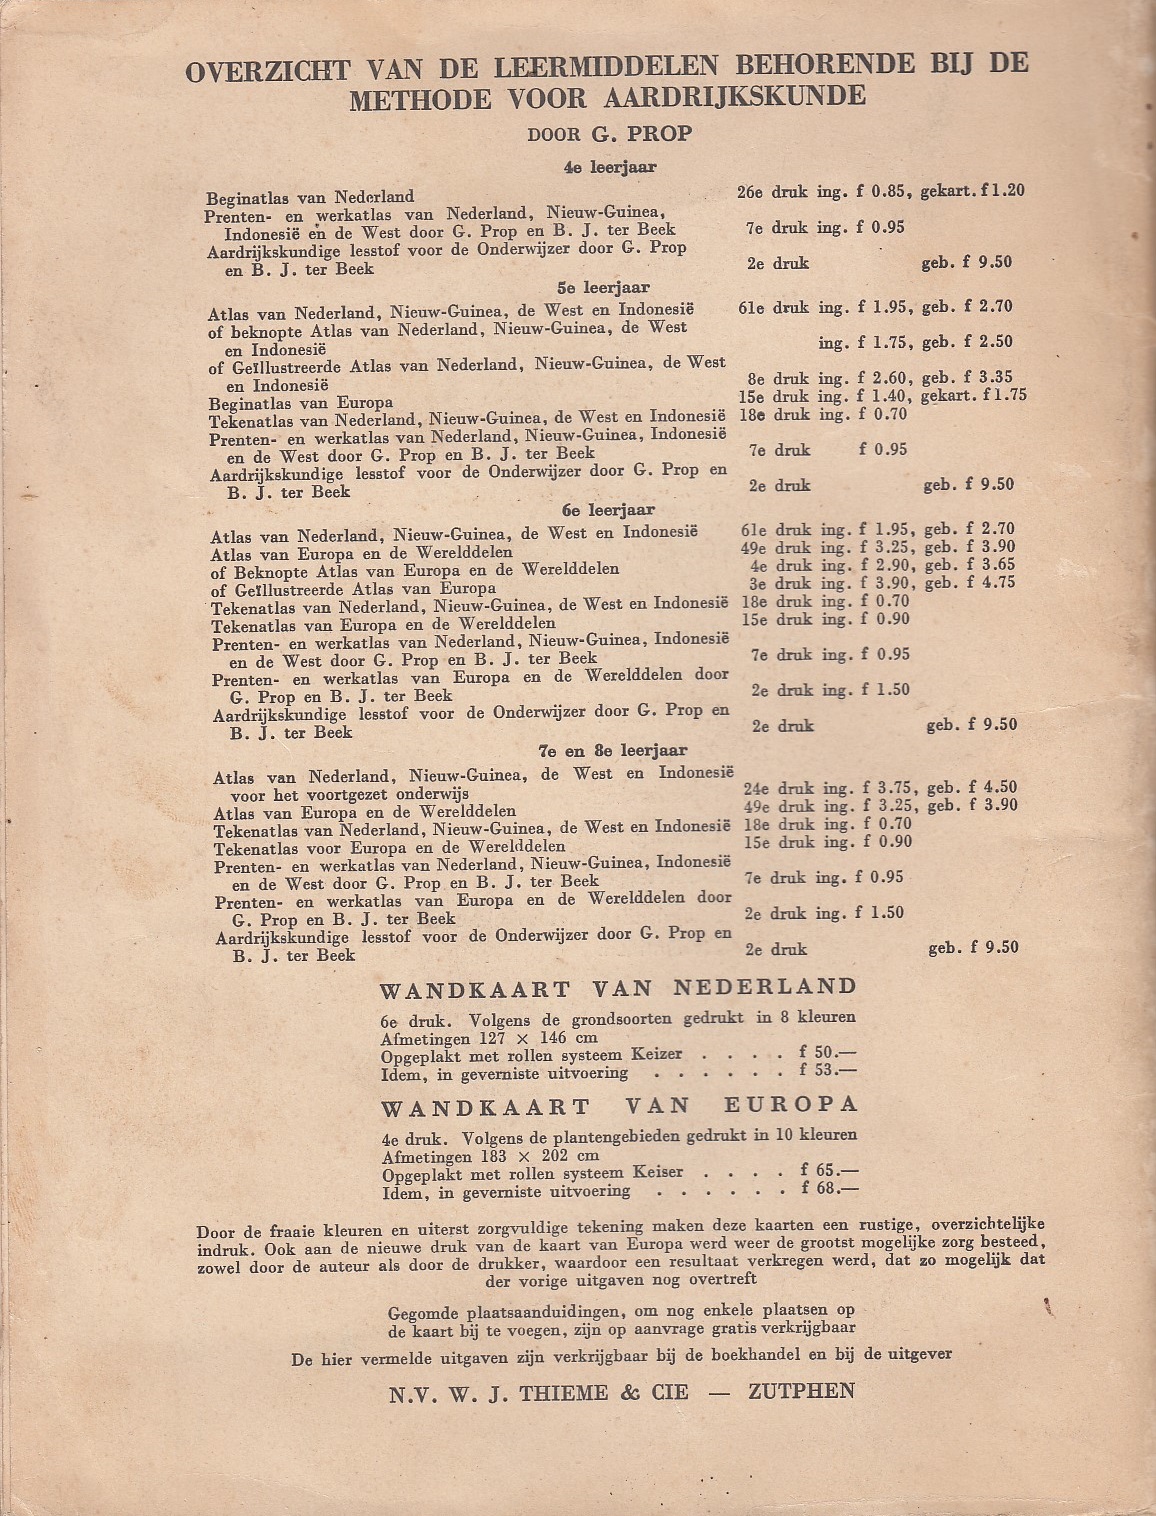 OVERZICHT VAN DE LEERMIDDELEN BEHORENDE BIJ DE
METHODE VOOR AARDRIJKSKUNDE
DOOR G. PROP
4e leerjaar
Beginatlas van Nederland 26e druk ing. f 0.85, gekart. f 1.20
Prenten- en werkatlas van Nederland, Nieuw-Guinea,
Indonesië en de West door G. Prop en B. J. ter Beek 7e druk ing. f 0.95
Aardrijkskundige lesstof voor de Onderwijzer door G. Prop
en B. J. ter Beek 2e druk geb. f 9.50
5e leerjaar
Atlas van Nederland, Nieuw-Guinea, de West en Indonesië 61e druk ing. f 1.95, geb. f 2.70
of beknopte Atlas van Nederland, Nieuw-Guinea, de West
en Indonesië ing. f 1.75, geb. f 2.50
of Geïllustreerde Atlas van Nederland, Nieuw-Guinea, de West
en Indonesië 8e druk ing. f 2.60, geb. f 3.35
Beginatlas van Europa 15e druk ing. f 1.40, gekart. f 1.75
Tekenatlas van Nederland, Nieuw-Guinea, de West en Indonesië 18e druk ing. f 0.70
Prenten- en werkatlas van Nederland, Nieuw-Guinea, Indonesië
en de West door G. Prop en B. J. ter Beek 7e druk f 0.95
Aardrijkskundige lesstof voor de Onderwijzer door G. Prop en
B. J. ter Beek 2e druk geb. f 9.50
6e leerjaar
Atlas van Nederland, Nieuw-Guinea, de West en Indonesië 61e druk ing. f 1.95, geb. f 2.70
Atlas van Europa en de Werelddelen 49e druk ing. f 3.25, geb. f 3.90
of Beknopte Atlas van Europa en de Werelddelen 4e druk ing. f 2.90, geb. f 3.65
of Geïllustreerde Atlas van Europa 3e druk ing. f 3.90, geb. f 4.75
Tekenatlas van Nederland, Nieuw-Guinea, de West en Indonesië 18e druk ing. f 0.70
Tekenatlas van Europa en de Werelddelen 15e druk ing. f 0.90
Prenten- en werkatlas van Nederland, Nieuw-Guinea, Indonesië
en de West door G. Prop en B. J. ter Beek 7e druk ing. f 0.95
Prenten- en werkatlas van Europa en de Werelddelen door
G. Prop en B. J. ter Beek 2e druk ing. f 1.50
Aardrijkskundige lesstof voor de Onderwijzer door G. Prop en
B. J. ter Beek 2e druk geb. f 9.50
7e en 8e leerjaar
Atlas van Nederland, Nieuw-Guinea, de West en Indonesië
voor het voortgezet onderwijs 24e druk ing. f 3.75, geb. f 4.50
Atlas van Europa en de Werelddelen 49e druk ing. f 3.25, geb. f 3.90
Tekenatlas van Nederland, Nieuw-Guinea, de West en Indonesië 18e druk ing. f 0.70
Tekenatlas voor Europa en de Werelddelen 15e druk ing. f 0.90
Prenten- en werkatlas van Nederland, Nieuw-Guinea, Indonesië
en de West door G. Prop en B. J. ter Beek 7e druk ing. f 0.95
Prenten- en werkatlas van Europa en de Werelddelen door
G. Prop en B. J. ter Beek 2e druk ing. f 1.50
Aardrijkskundige lesstof voor de Onderwijzer door G. Prop en
B. J. ter Beek 2e druk geb. f 9.50
WANDKAART VAN NEDERLAND
6e druk. Volgens de grondsoorten gedrukt in 8 kleuren
Afmetingen 127 × 146 cm
Opgeplakt met rollen systeem Keizer . . . . f 50.—
Idem, in geverniste uitvoering . . . . . . f 53.—
WANDKAART VAN EUROPA
4e druk. Volgens de plantengebieden gedrukt in 10 kleuren
Afmetingen 183 × 202 cm
Opgeplakt met rollen systeem Keiser . . . . f 65.—
Idem, in geverniste uitvoering . . . . . . f 68.—
Door de fraaie kleuren en uiterst zorgvuldige tekening maken deze kaarten een rustige, overzichtelijke
indruk. Ook aan de nieuwe druk van de kaart van Europa werd weer de grootst mogelijke zorg besteed,
zowel door de auteur als door de drukker, waardoor een resultaat verkregen werd, dat zo mogelijk dat
der vorige uitgaven nog overtreft
Gegomde plaatsaanduidingen, om nog enkele plaatsen op
de kaart bij te voegen, zijn op aanvrage gratis verkrijgbaar
De hier vermelde uitgaven zijn verkrijgbaar bij de boekhandel en bij de uitgever
N.V. W. J. THIEME & CIE — ZUTPHEN